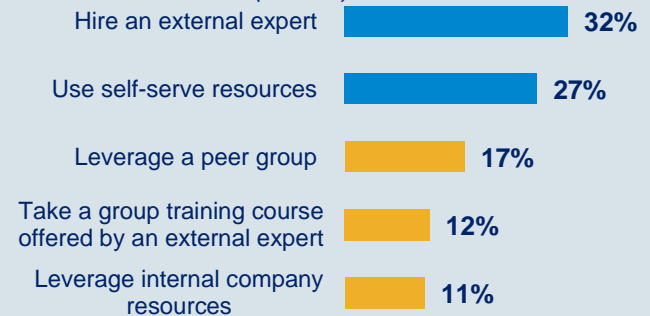 Hire an external expert 32%
Use self-serve resources 27%
Leverage a peer group 17%
Take a group training course
offered by an external expert 12%
Leverage internal company
resources 11%